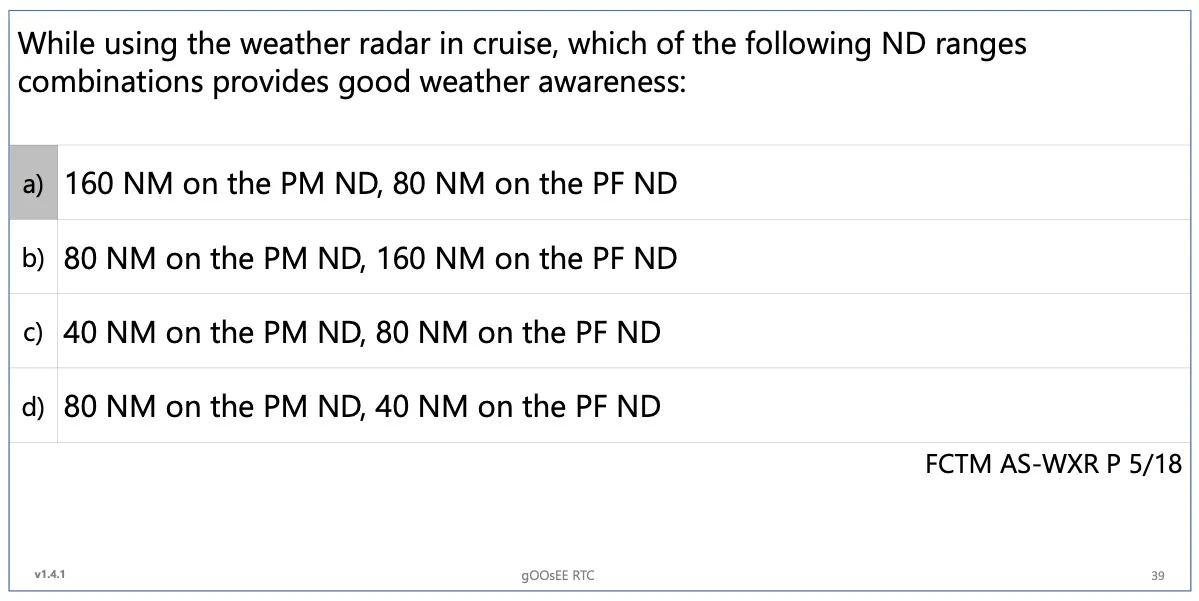 While using the weather radar in cruise, which of the following ND ranges
combinations provides good weather awareness:
a) 160 NM on the PM ND, 80 NM on the PF ND
b) 80 NM on the PM ND, 160 NM on the PF ND
c) 40 NM on the PM ND, 80 NM on the PF ND
d) 80 NM on the PM ND, 40 NM on the PF ND
FCTM AS-WXR P 5/18
v1.4.1 gOOsEE RTC 39